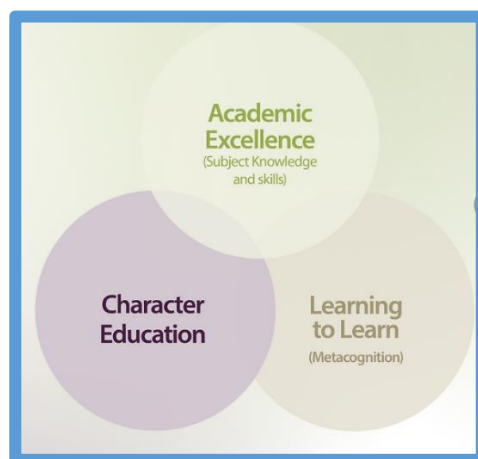 Academic
Excellence
(Subject Knowledge
and skills)
Character
Education
Learning
to Learn
(Metacognition)